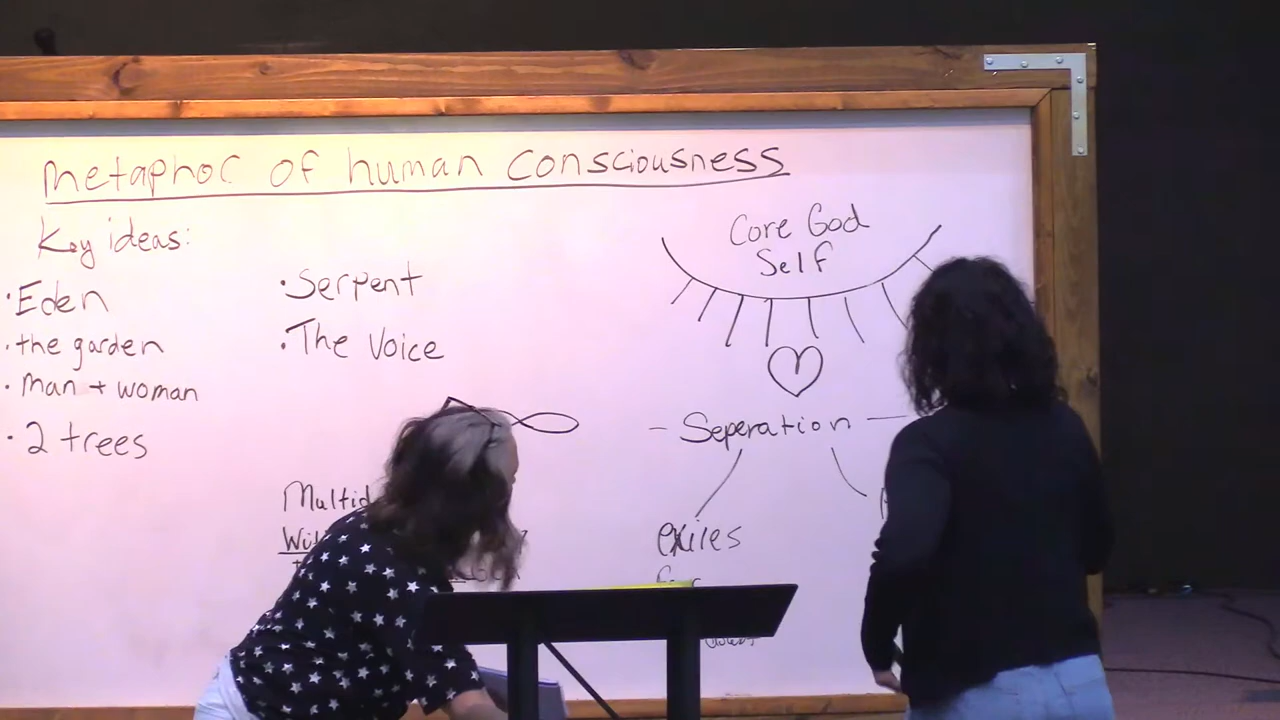 metaphor of human consciousness
Key ideas:
• Eden
• the garden
• man + woman
• 2 trees
• Serpent
• The Voice
Core God
Self
- Seperation -
exiles